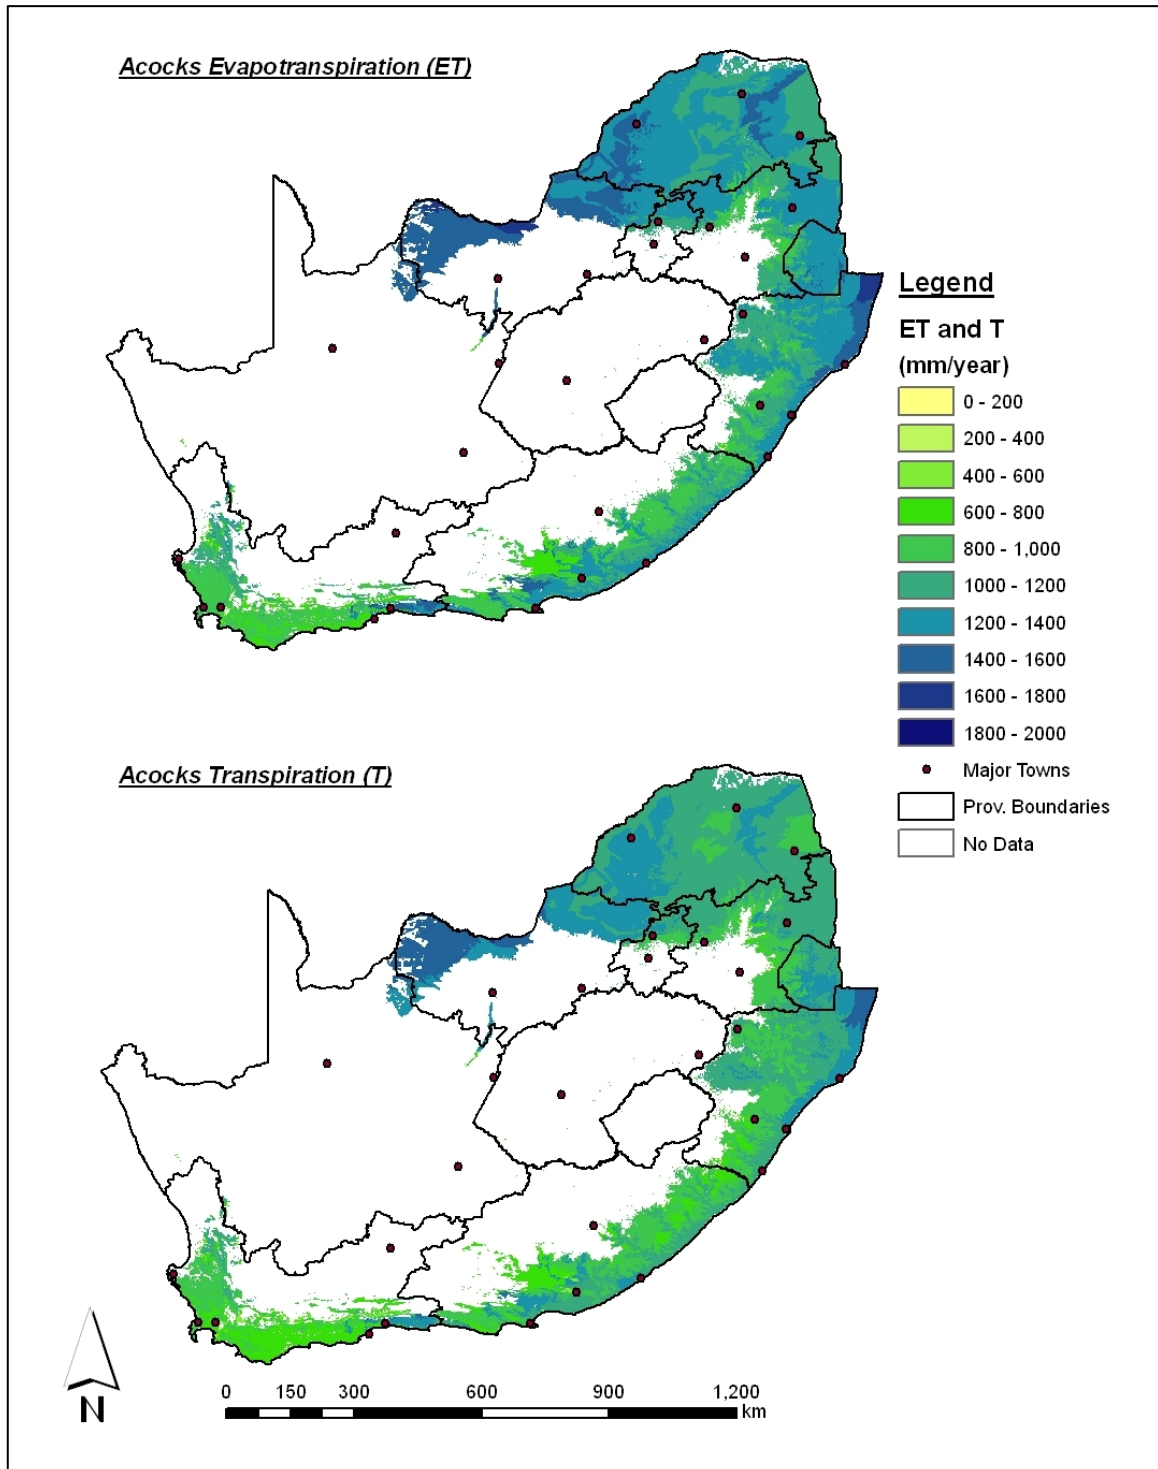 Acocks Evapotranspiration (ET)
Legend
ET and T
(mm/year)
0 - 200
200 - 400
400 - 600
600 - 800
800 - 1,000
1000 - 1200
1200 - 1400
1400 - 1600
1600 - 1800
1800 - 2000
Major Towns
Prov. Boundaries
No Data
Acocks Transpiration (T)
N
0 150 300 600 900 1,200
km